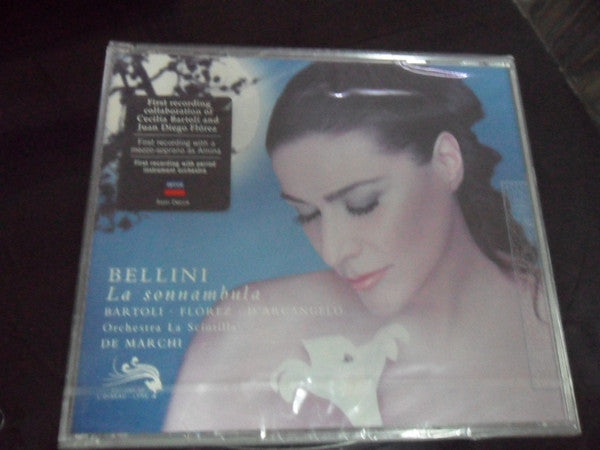 First recording
collaboration of
Cecilia Bartoli and
Juan Diego Flórez
First recording with a
mezzo-soprano as Amina
First recording with period
instrument orchestra
DECCA
BELLINI
La sonnambula
BARTOLI · FLÓREZ · D'ARCANGELO
Orchestra La Scintilla
DE MARCHI